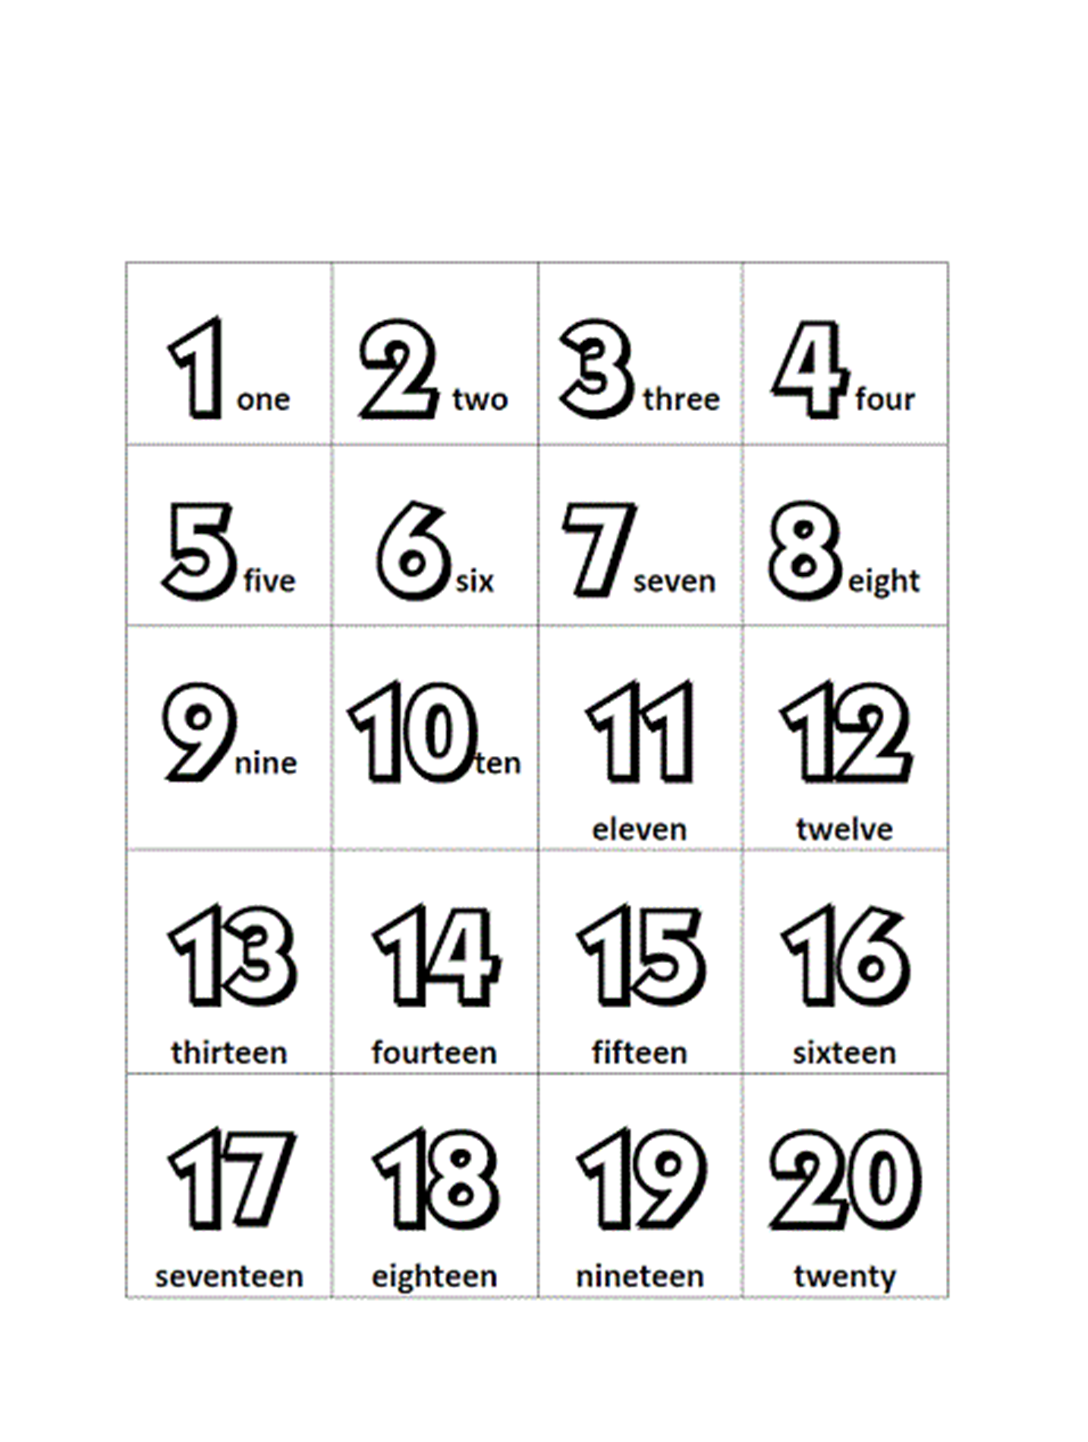 1 one 2 two 3 three 4 four
5 five 6 six 7 seven 8 eight
9 nine 10 ten 11 12
eleven twelve
13 14 15 16
thirteen fourteen fifteen sixteen
17 18 19 20
seventeen eighteen nineteen twenty